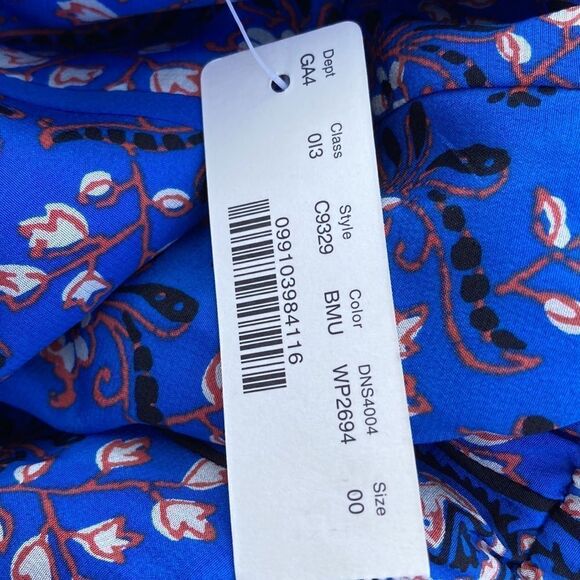 Dept Class Style Color DNS4004 Size
GA4 013 C9329 BMU WP2694 00
099103984116